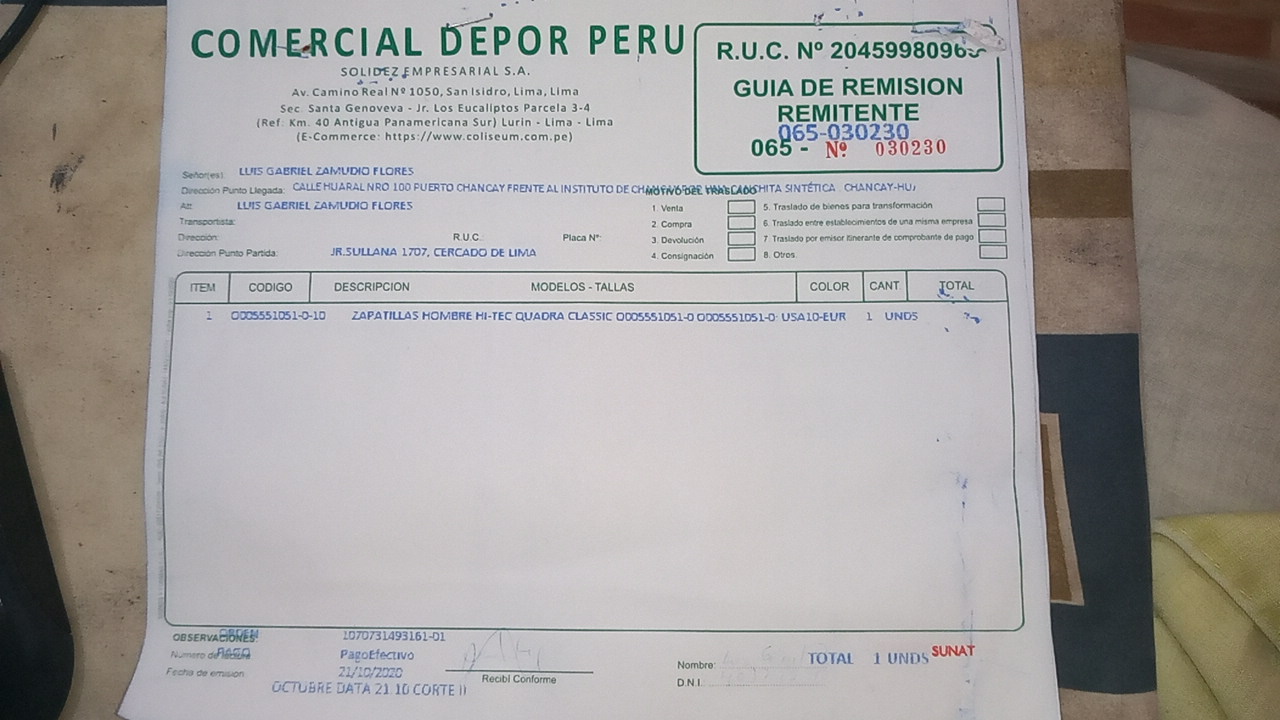 COMERCIAL DEPOR PERU
SOLIDEZ EMPRESARIAL S.A.
Av. Camino Real Nº 1050, San Isidro, Lima, Lima
Sec. Santa Genoveva - Jr. Los Eucaliptos Parcela 3-4
(Ref: Km. 40 Antigua Panamericana Sur) Lurin - Lima - Lima
(E-Commerce: https://www.coliseum.com.pe)
R.U.C. Nº 2045998096
GUIA DE REMISION
REMITENTE
065-030230
065 - Nº 030230
Señor(es): LUIS GABRIEL ZAMUDIO FLORES
Dirección Punto Llegada: CALLE HUARAL NRO 100 PUERTO CHANCAY FRENTE AL INSTITUTO DE CANCHITA SINTÉTICA CHANCAY-HU
MOTIVO DEL TRASLADO
Att: LUIS GABRIEL ZAMUDIO FLORES
Transportista:
Dirección: R.U.C. Placa Nº:
Dirección Punto Partida: JR.SULLANA 1707, CERCADO DE LIMA
1. Venta
2. Compra
3. Devolución
4. Consignación
5. Traslado de bienes para transformación
6. Traslado entre establecimientos de una misma empresa
7. Traslado por emisor itinerante de comprobante de pago
8. Otros.
ITEM CODIGO DESCRIPCION MODELOS - TALLAS COLOR CANT TOTAL
1 0005551051-0-10 ZAPATILLAS HOMBRE HI-TEC QUADRA CLASSIC 0005551051-0 0005551051-0: USA10-EUR 1 UNDS
OBSERVACIONES: ORDEN 1070731493161-01
Número de PAGO PagoEfectivo
Fecha de emisión 21/10/2020
OCTUBRE DATA 21 10 CORTE II
Recibí Conforme
Nombre:
D.N.I.
TOTAL 1 UNDS
SUNAT